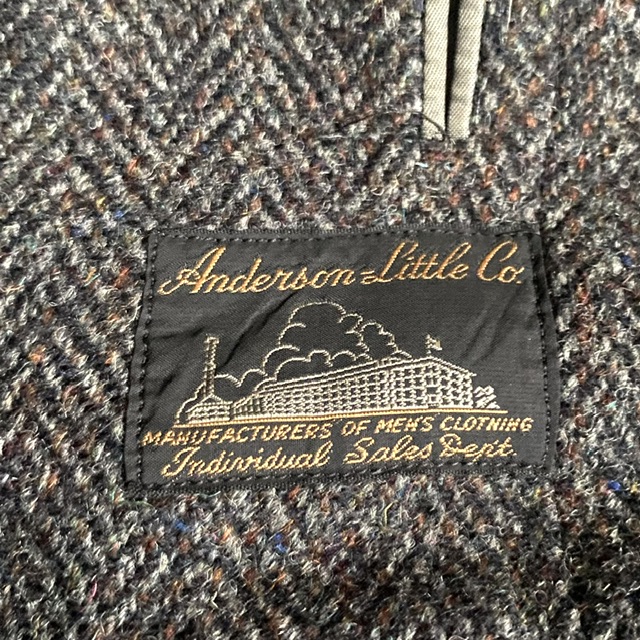 Anderson-Little Co.
MANUFACTURERS OF MEN'S CLOTHING
Individual Sales Dept.